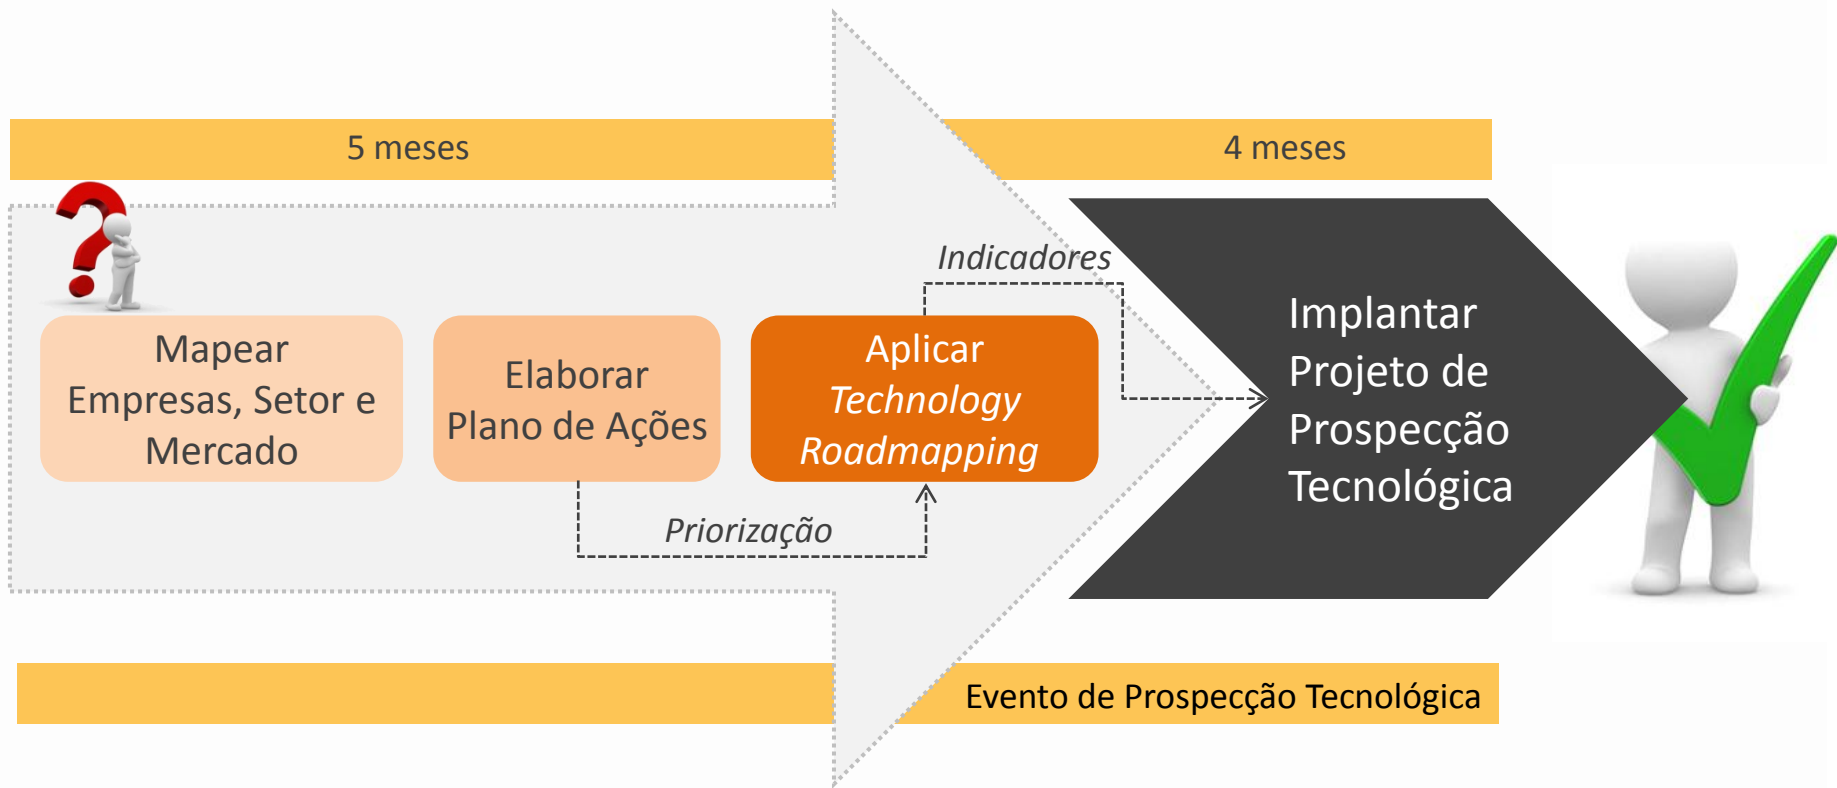 5 meses
4 meses
Indicadores
Mapear
Empresas, Setor e
Mercado
Elaborar
Plano de Ações
Aplicar
Technology
Roadmapping
Implantar
Projeto de
Prospecção
Tecnológica
Priorização
Evento de Prospecção Tecnológica